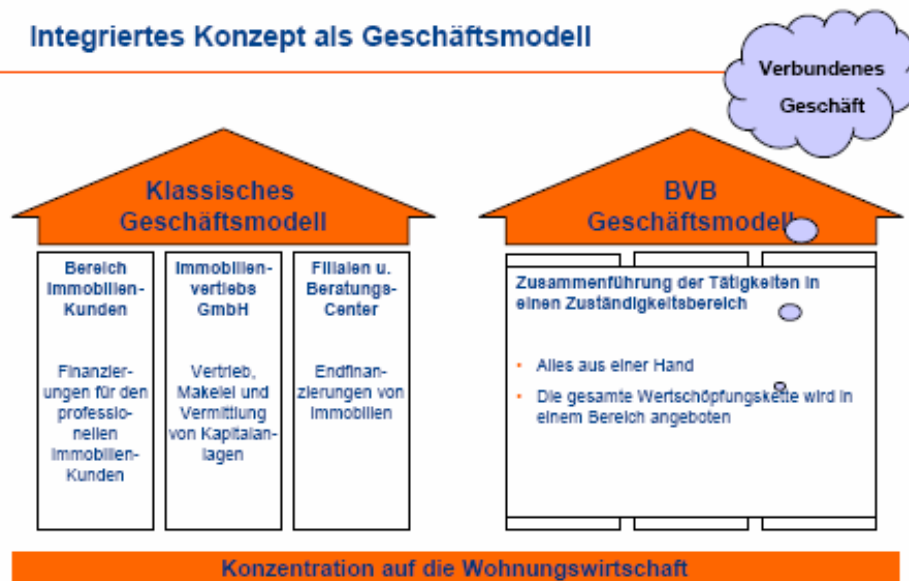 Integriertes Konzept als Geschäftsmodell
Verbundenes
Geschäft
Klassisches
Geschäftsmodell
Bereich
Immobilien-
Kunden
Finanzier-
ungen für den
professio-
nellen
Immobilien-
Kunden
Immobilien-
vertriebs
GmbH
Vertrieb,
Makelei und
Vermittlung
von Kapitalan-
lagen
Filialen u.
Beratungs-
Center
Endfinan-
zierungen von
Immobilien
BVB
Geschäftsmodell
Zusammenführung der Tätigkeiten in
einen Zuständigkeitsbereich
• Alles aus einer Hand
• Die gesamte Wertschöpfungskette wird in
einem Bereich angeboten
Konzentration auf die Wohnungswirtschaft